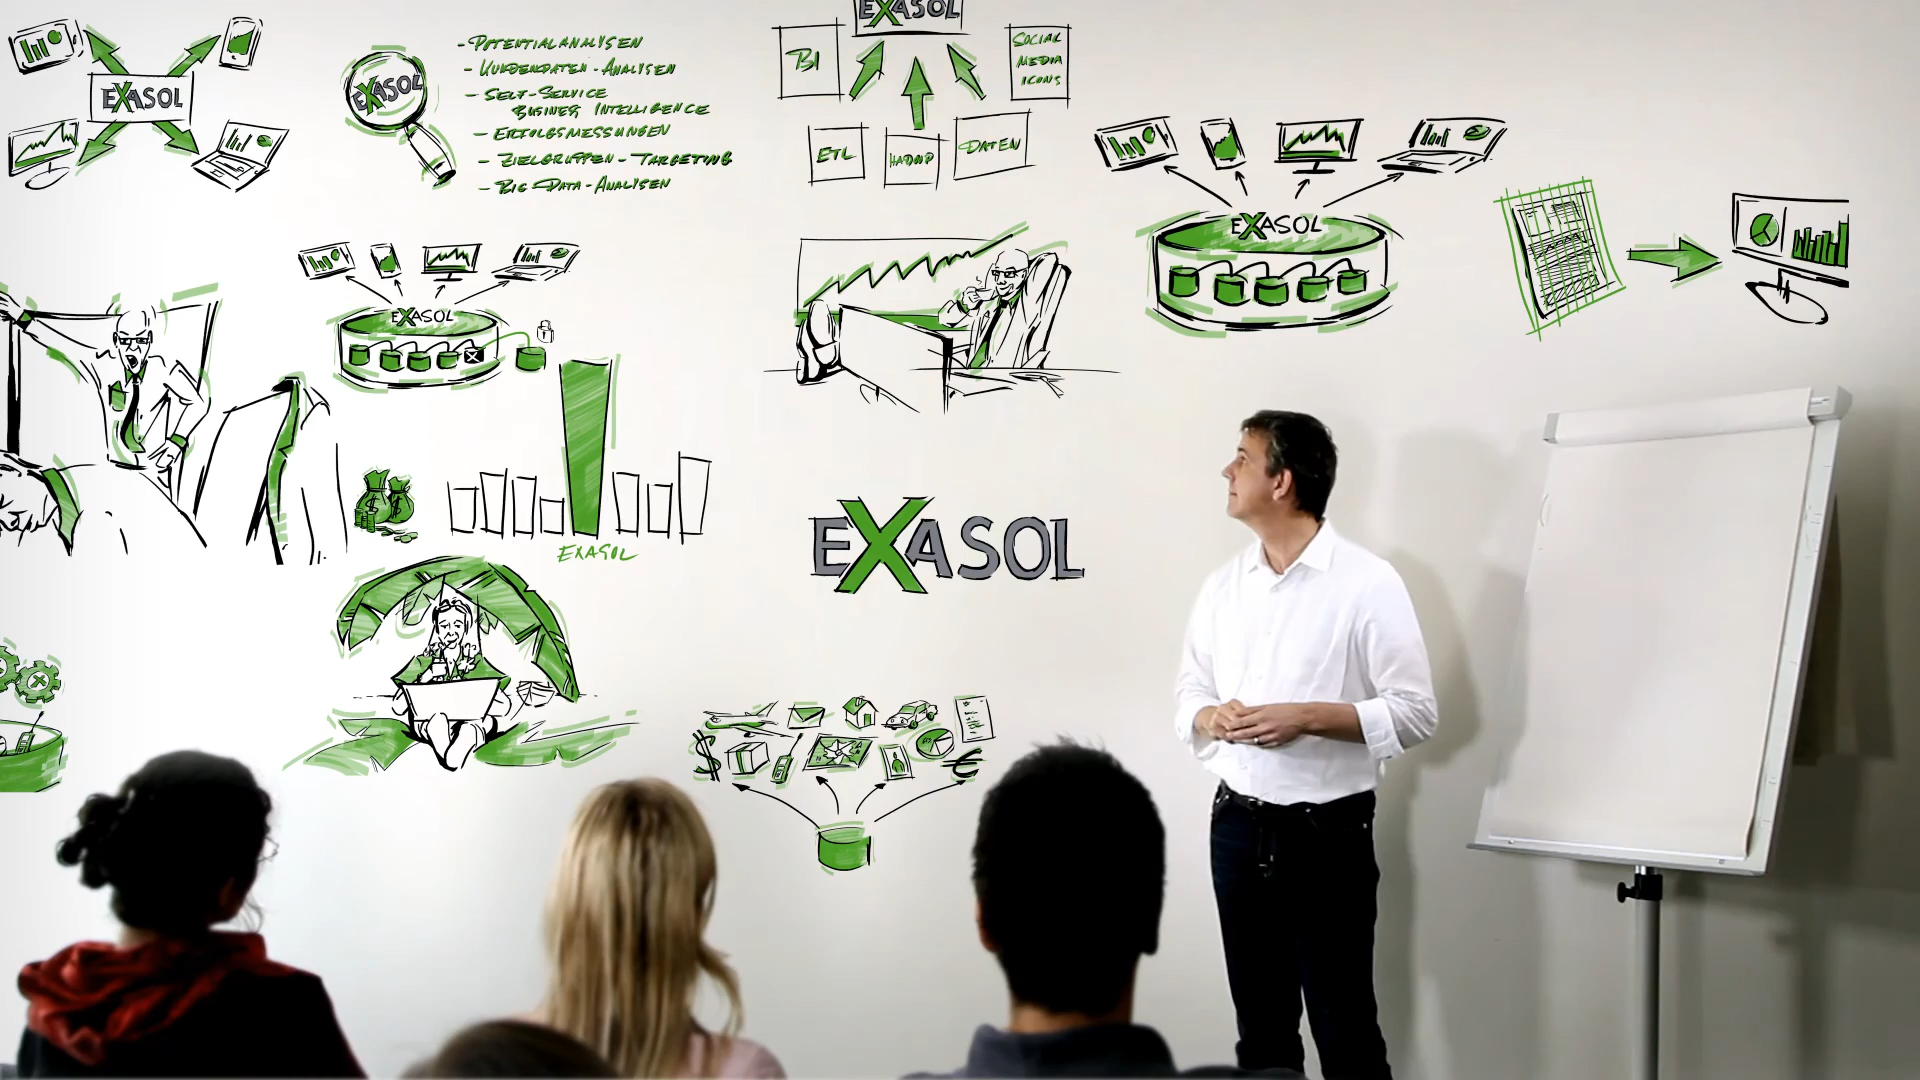 EXASOL
EXASOL
- POTENTIALANALYSEN
- KUNDENDATEN-ANALYSEN
- SELF-SERVICE
BUSINES INTELLIGENCE
- ERFOLGSMESSUNGEN
- ZIELGRUPPEN-TARGETING
- BIG DATA-ANALYSEN
EXASOL
BI
SOCIAL
MEDIA
ICONS
ETL
HADOOP
DATEN
EXASOL
EXASOL
EXASOL
EXASOL
$
€